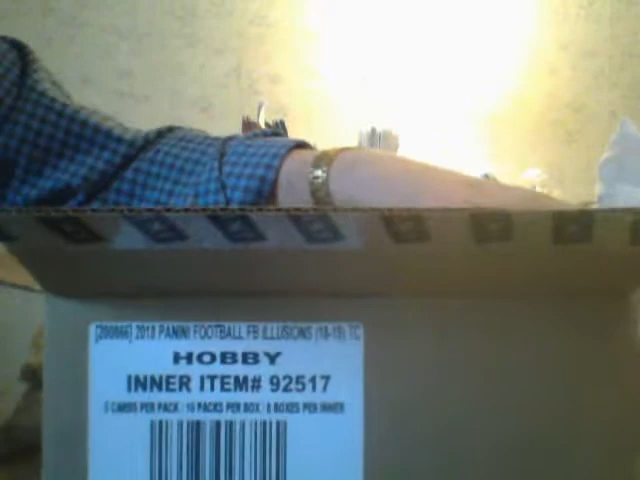 [200866] 2018 PANINI FOOTBALL FB ILLUSIONS (18-19) TC
HOBBY
INNER ITEM# 92517
5 CARDS PER PACK 10 PACKS PER BOX 8 BOXES PER INNER